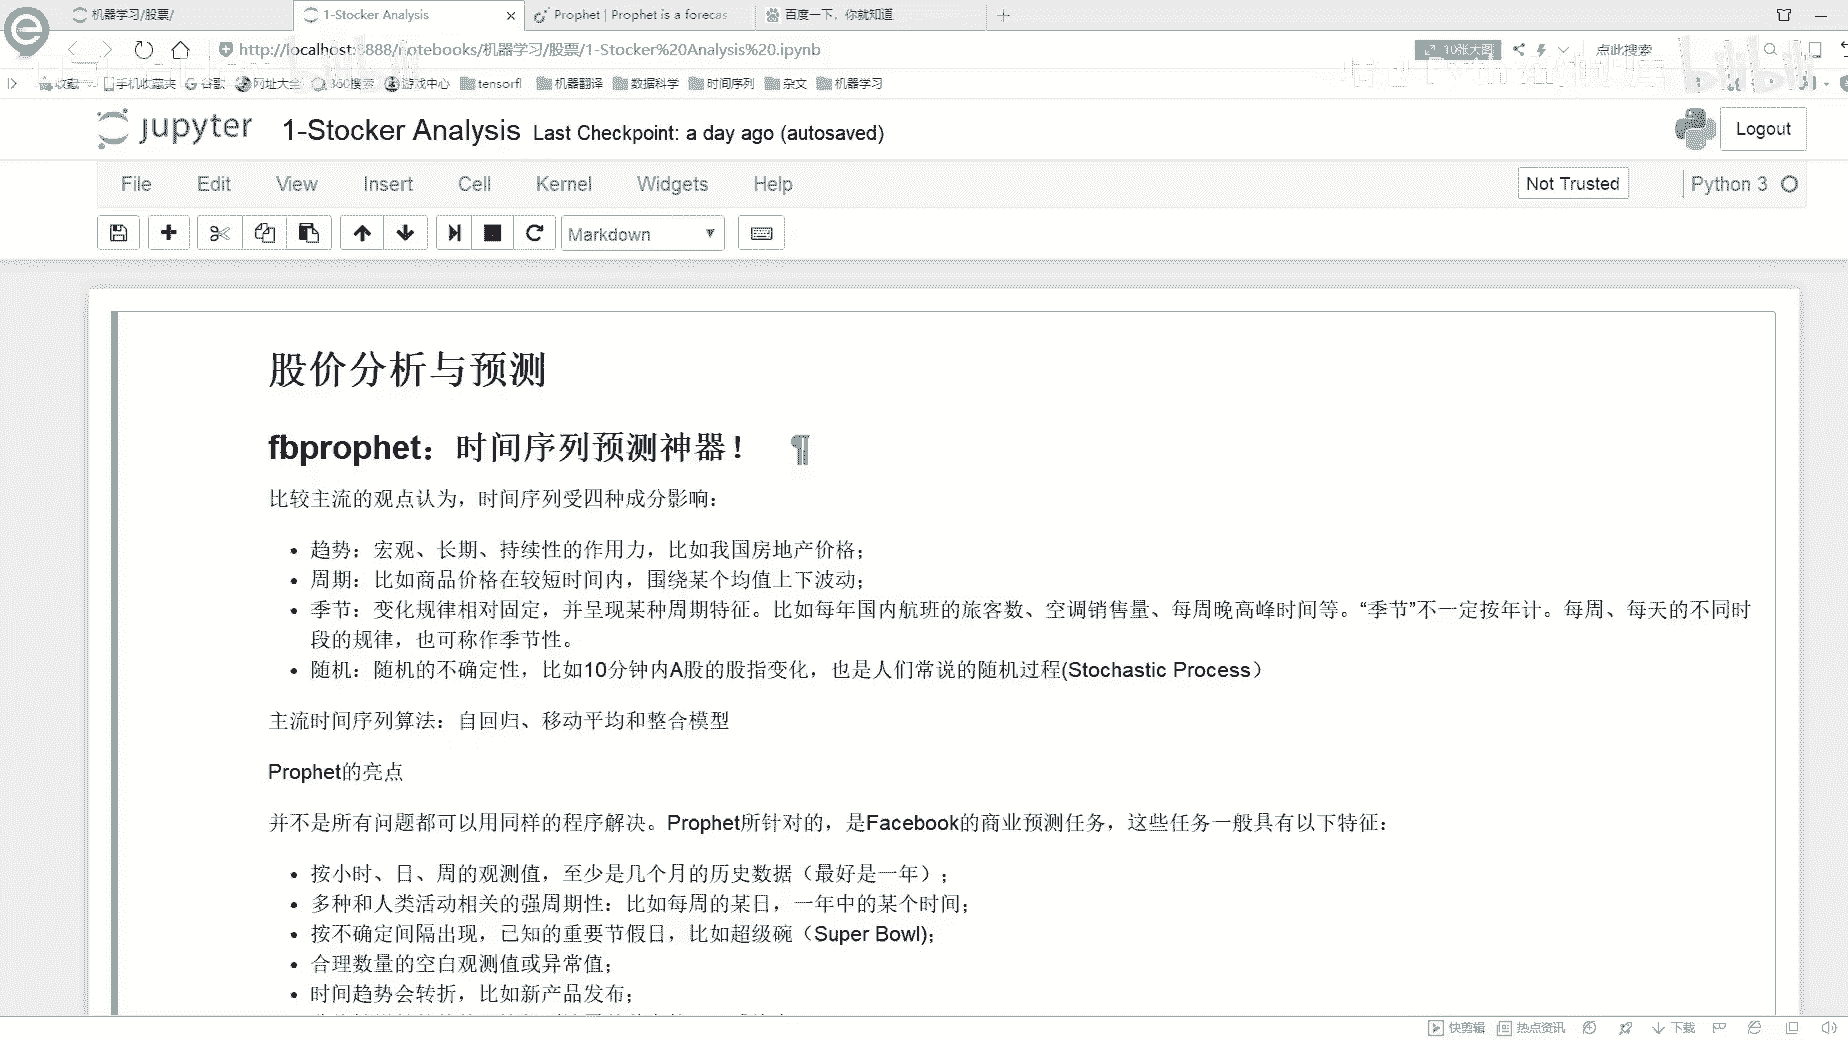 机器学习/股票/
1-Stocker Analysis
Prophet | Prophet is a forecas
百度一下，你就知道
http://localhost:8888/notebooks/机器学习/股票/1-Stocker%20Analysis%20.ipynb
10张大图
点此搜索
收藏 手机收藏夹 谷歌 网址大全 360搜索 游戏中心 tensorfl 机器翻译 数据科学 时间序列 杂文 机器学习
jupyter 1-Stocker Analysis Last Checkpoint: a day ago (autosaved)
Logout
File Edit View Insert Cell Kernel Widgets Help
Not Trusted
Python 3
Markdown
股价分析与预测
fbprophet：时间序列预测神器！ ¶
比较主流的观点认为，时间序列受四种成分影响：
• 趋势：宏观、长期、持续性的作用力，比如我国房地产价格；
• 周期：比如商品价格在较短时间内，围绕某个均值上下波动；
• 季节：变化规律相对固定，并呈现某种周期特征。比如每年国内航班的旅客数、空调销售量、每周晚高峰时间等。“季节”不一定按年计。每周、每天的不同时
段的规律，也可称作季节性。
• 随机：随机的不确定性，比如10分钟内A股的股指变化，也是人们常说的随机过程(Stochastic Process）
主流时间序列算法：自回归、移动平均和整合模型
Prophet的亮点
并不是所有问题都可以用同样的程序解决。Prophet所针对的，是Facebook的商业预测任务，这些任务一般具有以下特征：
• 按小时、日、周的观测值，至少是几个月的历史数据（最好是一年）；
• 多种和人类活动相关的强周期性：比如每周的某日，一年中的某个时间；
• 按不确定间隔出现，已知的重要节假日，比如超级碗（Super Bowl)；
• 合理数量的空白观测值或异常值；
• 时间趋势会转折，比如新产品发布；
快剪辑 热点资讯 下载